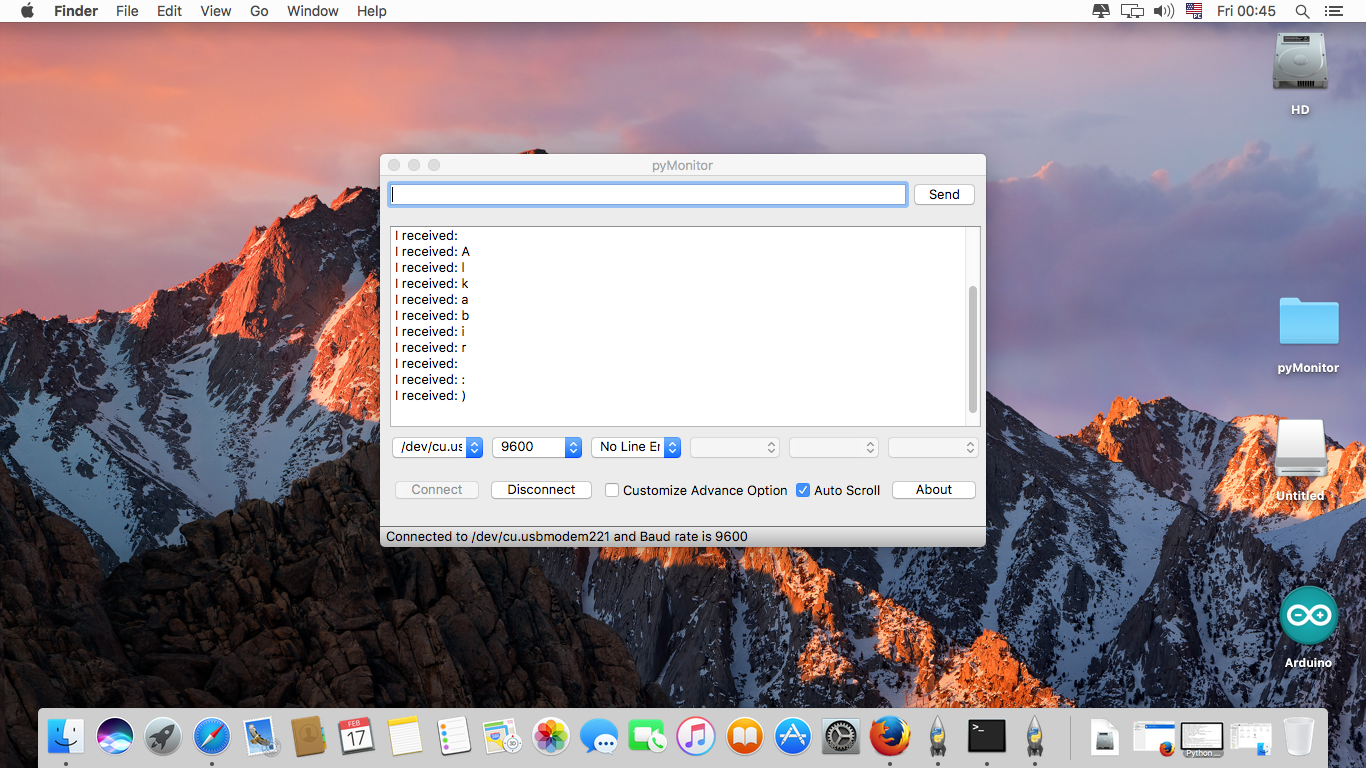 Finder File Edit View Go Window Help Fri 00:45
HD
pyMonitor
Send
I received:
I received: A
I received: l
I received: k
I received: a
I received: b
I received: i
I received: r
I received:
I received: :
I received: )
/dev/cu.us 9600 No Line Er
Connect Disconnect Customize Advance Option Auto Scroll About
Connected to /dev/cu.usbmodem221 and Baud rate is 9600
pyMonitor
Untitled
Arduino
FEB
17
Python